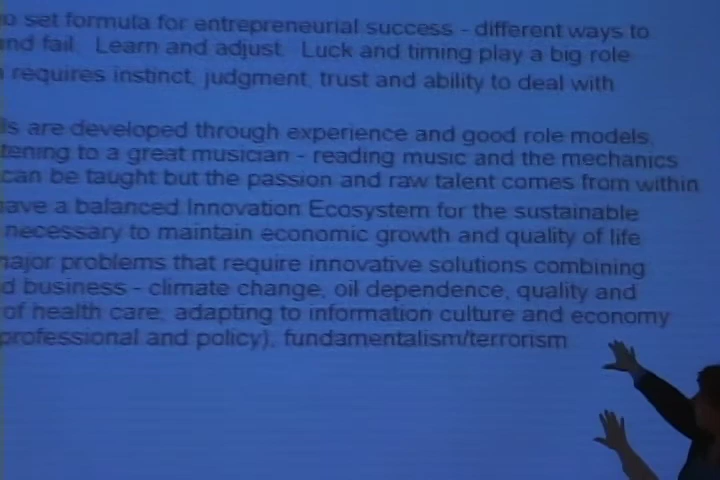 set formula for entrepreneurial success - different ways to
and fail. Learn and adjust. Luck and timing play a big role
requires instinct, judgment, trust and ability to deal with
are developed through experience and good role models,
to a great musician - reading music and the mechanics
can be taught but the passion and raw talent comes from within
have a balanced Innovation Ecosystem for the sustainable
necessary to maintain economic growth and quality of life
major problems that require innovative solutions combining
business - climate change, oil dependence, quality and
of health care, adapting to information culture and economy
professional and policy), fundamentalism/terrorism